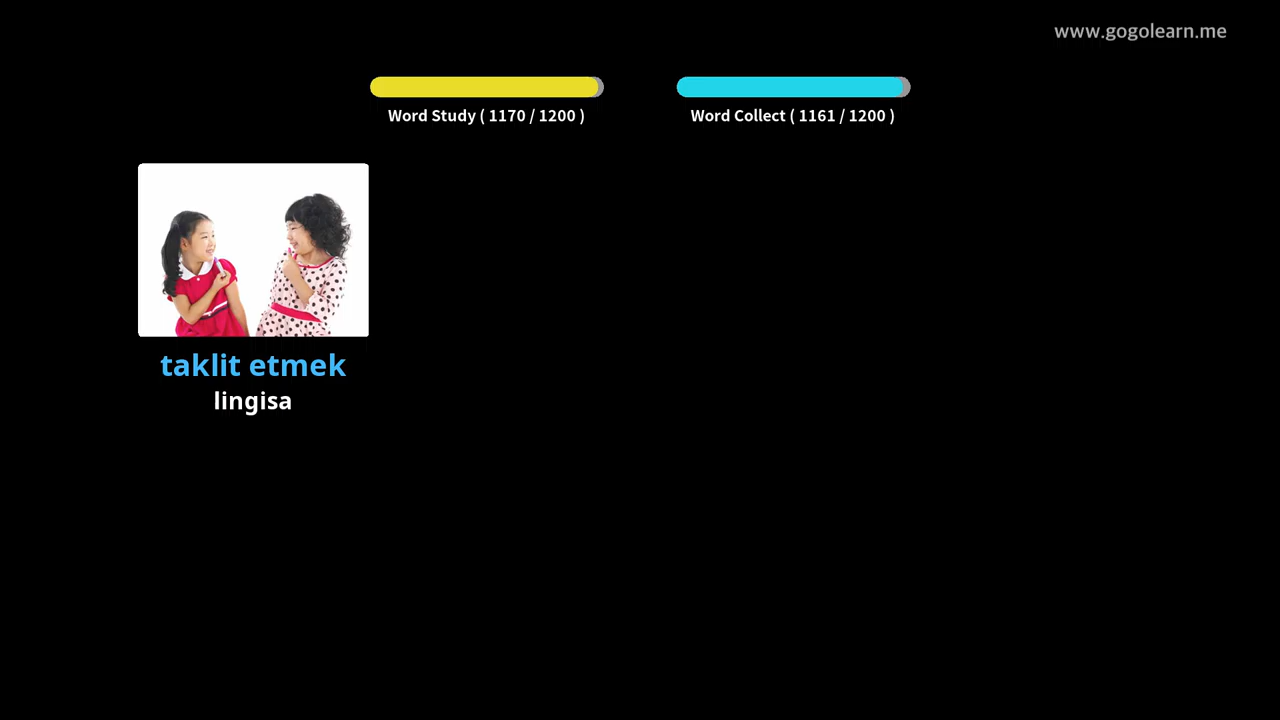 www.gogolearn.me
Word Study ( 1170 / 1200 )
Word Collect ( 1161 / 1200 )
taklit etmek
lingisa